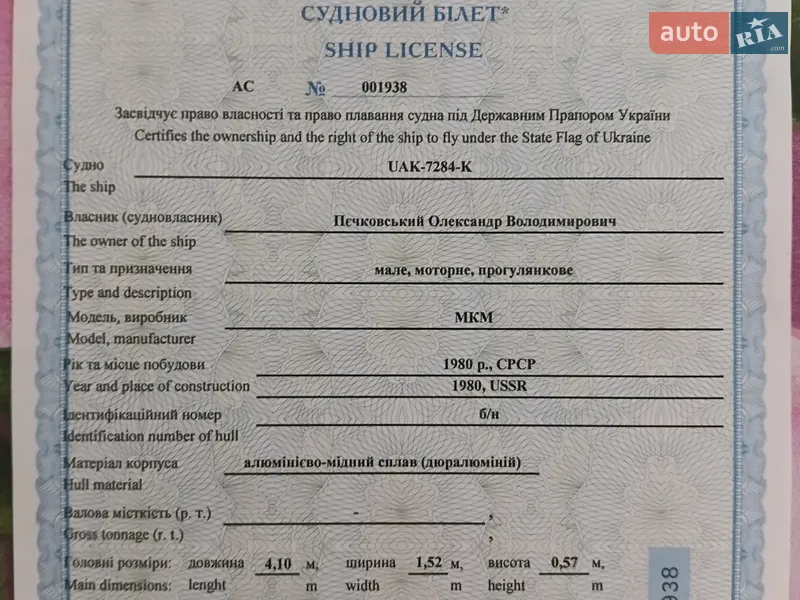 auto RIA.com
СУДНОВИЙ БІЛЕТ*
SHIP LICENSE
АС № 001938
Засвідчує право власності та право плавання судна під Державним Прапором України
Certifies the ownership and the right of the ship to fly under the State Flag of Ukraine
Судно UAK-7284-K
The ship
Власник (судновласник) Пєчковський Олександр Володимирович
The owner of the ship
Тип та призначення мале, моторне, прогулянкове
Type and description
Модель, виробник МКМ
Model, manufacturer
Рік та місце побудови 1980 р., СРСР
Year and place of construction 1980, USSR
Ідентифікаційний номер б/н
Identification number of hull
Матеріал корпуса алюмінієво-мідний сплав (дюралюміній)
Hull material
Валова місткість (р. т.) - ,
Gross tonnage (r. t.) ,
Головні розміри: довжина 4,10 м, ширина 1,52 м, висота 0,57 м,
Main dimensions: lenght m width m height m
938